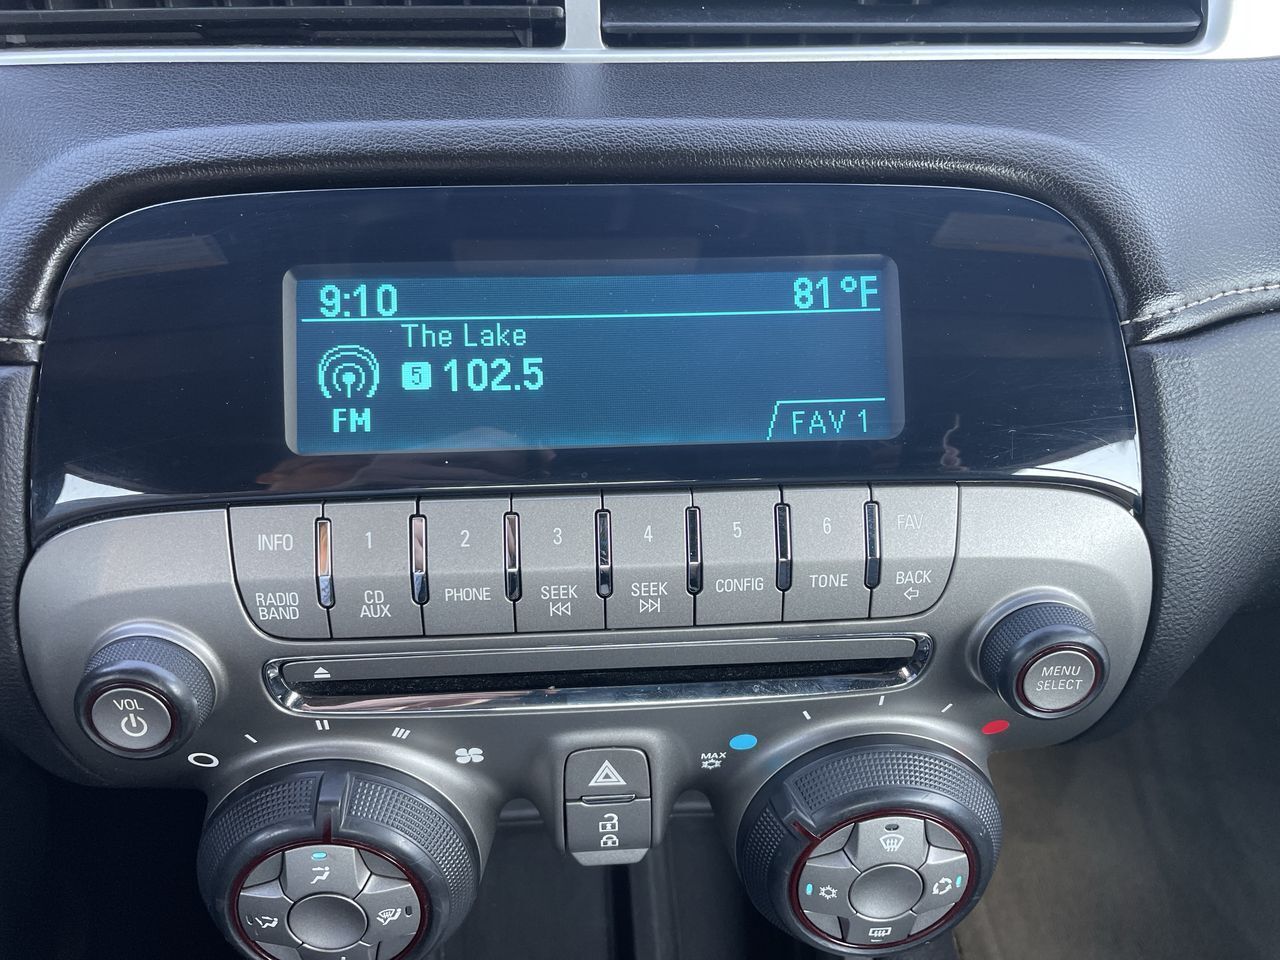 9:10 81°F
The Lake
5 102.5
FM
FAV 1
INFO 1 2 3 4 5 6 FAV
RADIO BAND
CD AUX
PHONE
SEEK
SEEK
CONFIG
TONE
BACK
VOL
MENU SELECT
MAX